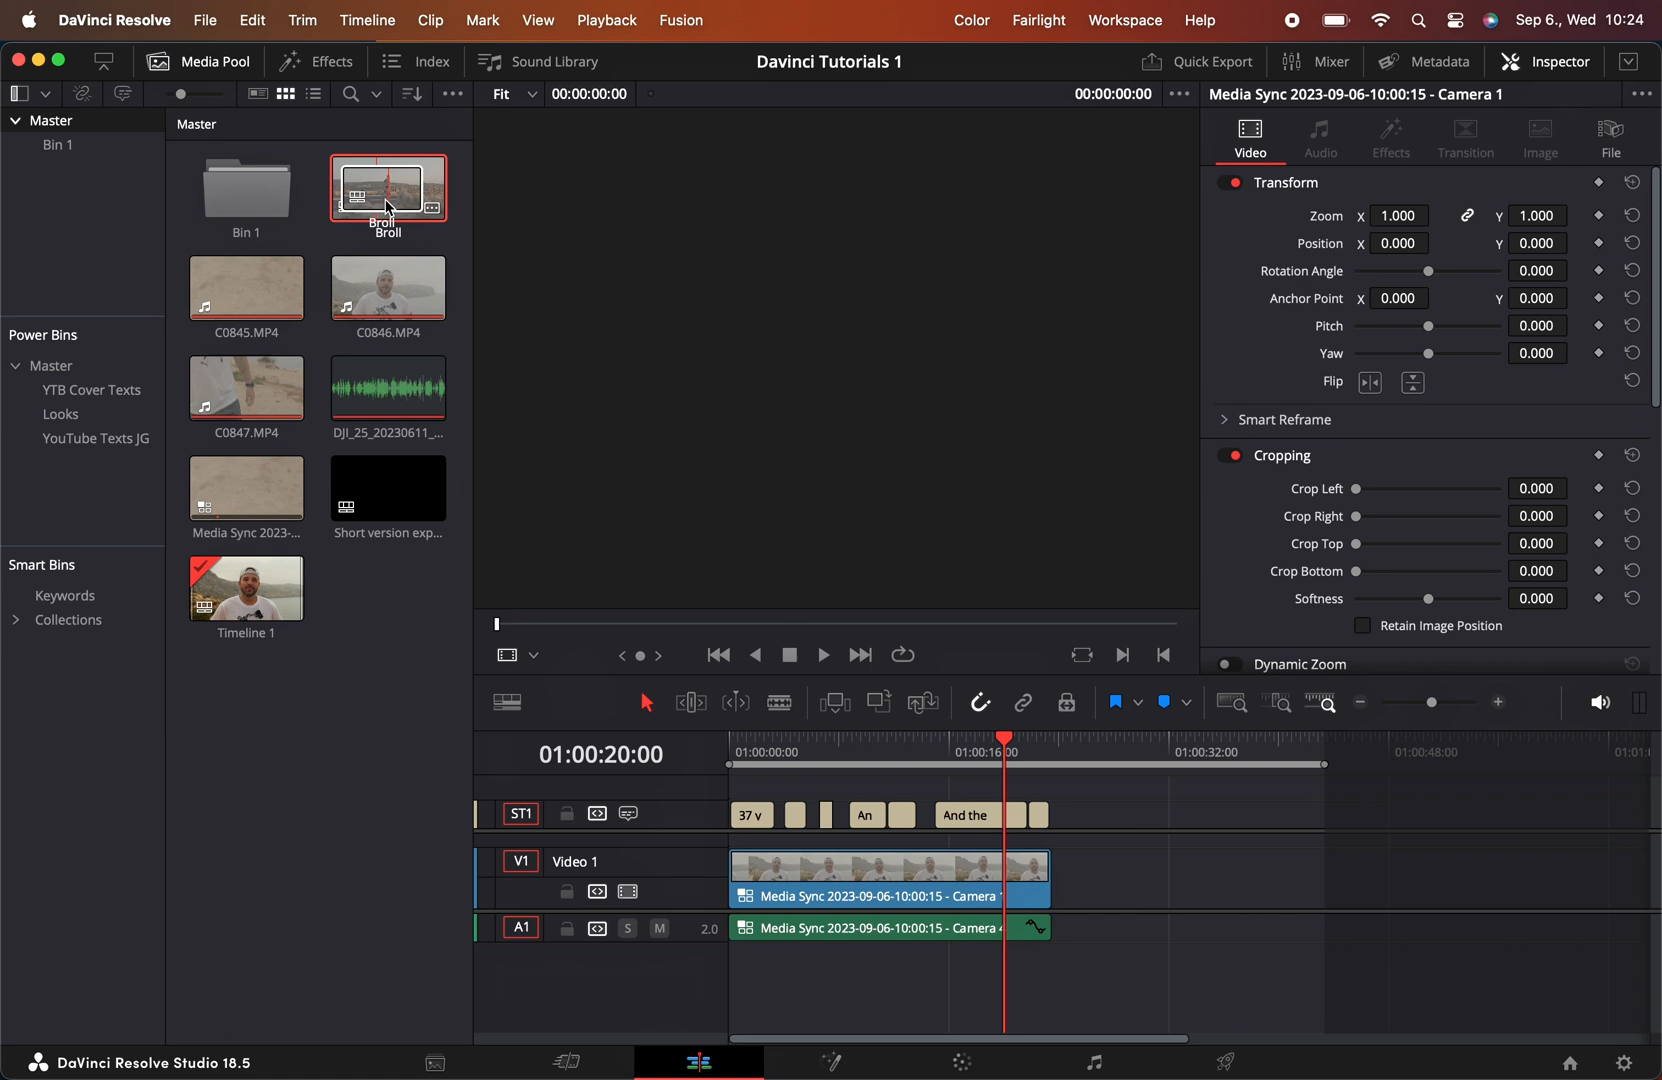 DaVinci Resolve File Edit Trim Timeline Clip Mark View Playback Fusion Color Fairlight Workspace Help Sep 6., Wed 10:24
Media Pool Effects Index Sound Library Davinci Tutorials 1 Quick Export Mixer Metadata Inspector
Fit 00:00:00:00 00:00:00:00 Media Sync 2023-09-06-10:00:15 - Camera 1
Master
Bin 1
Power Bins
Master
YTB Cover Texts
Looks
YouTube Texts JG
Smart Bins
Keywords
Collections
Master
Bin 1
Broll
Broll
C0845.MP4
C0846.MP4
C0847.MP4
DJI_25_20230611_...
Media Sync 2023-...
Short version exp...
Timeline 1
Video Audio Effects Transition Image File
Transform
Zoom X 1.000 Y 1.000
Position X 0.000 Y 0.000
Rotation Angle 0.000
Anchor Point X 0.000 Y 0.000
Pitch 0.000
Yaw 0.000
Flip
Smart Reframe
Cropping
Crop Left 0.000
Crop Right 0.000
Crop Top 0.000
Crop Bottom 0.000
Softness 0.000
Retain Image Position
Dynamic Zoom
01:00:20:00 01:00:00:00 01:00:16:00 01:00:32:00 01:00:48:00 01:01:
ST1 37 v An And the
V1 Video 1
Media Sync 2023-09-06-10:00:15 - Camera 1
A1 S M 2.0 Media Sync 2023-09-06-10:00:15 - Camera 4
DaVinci Resolve Studio 18.5